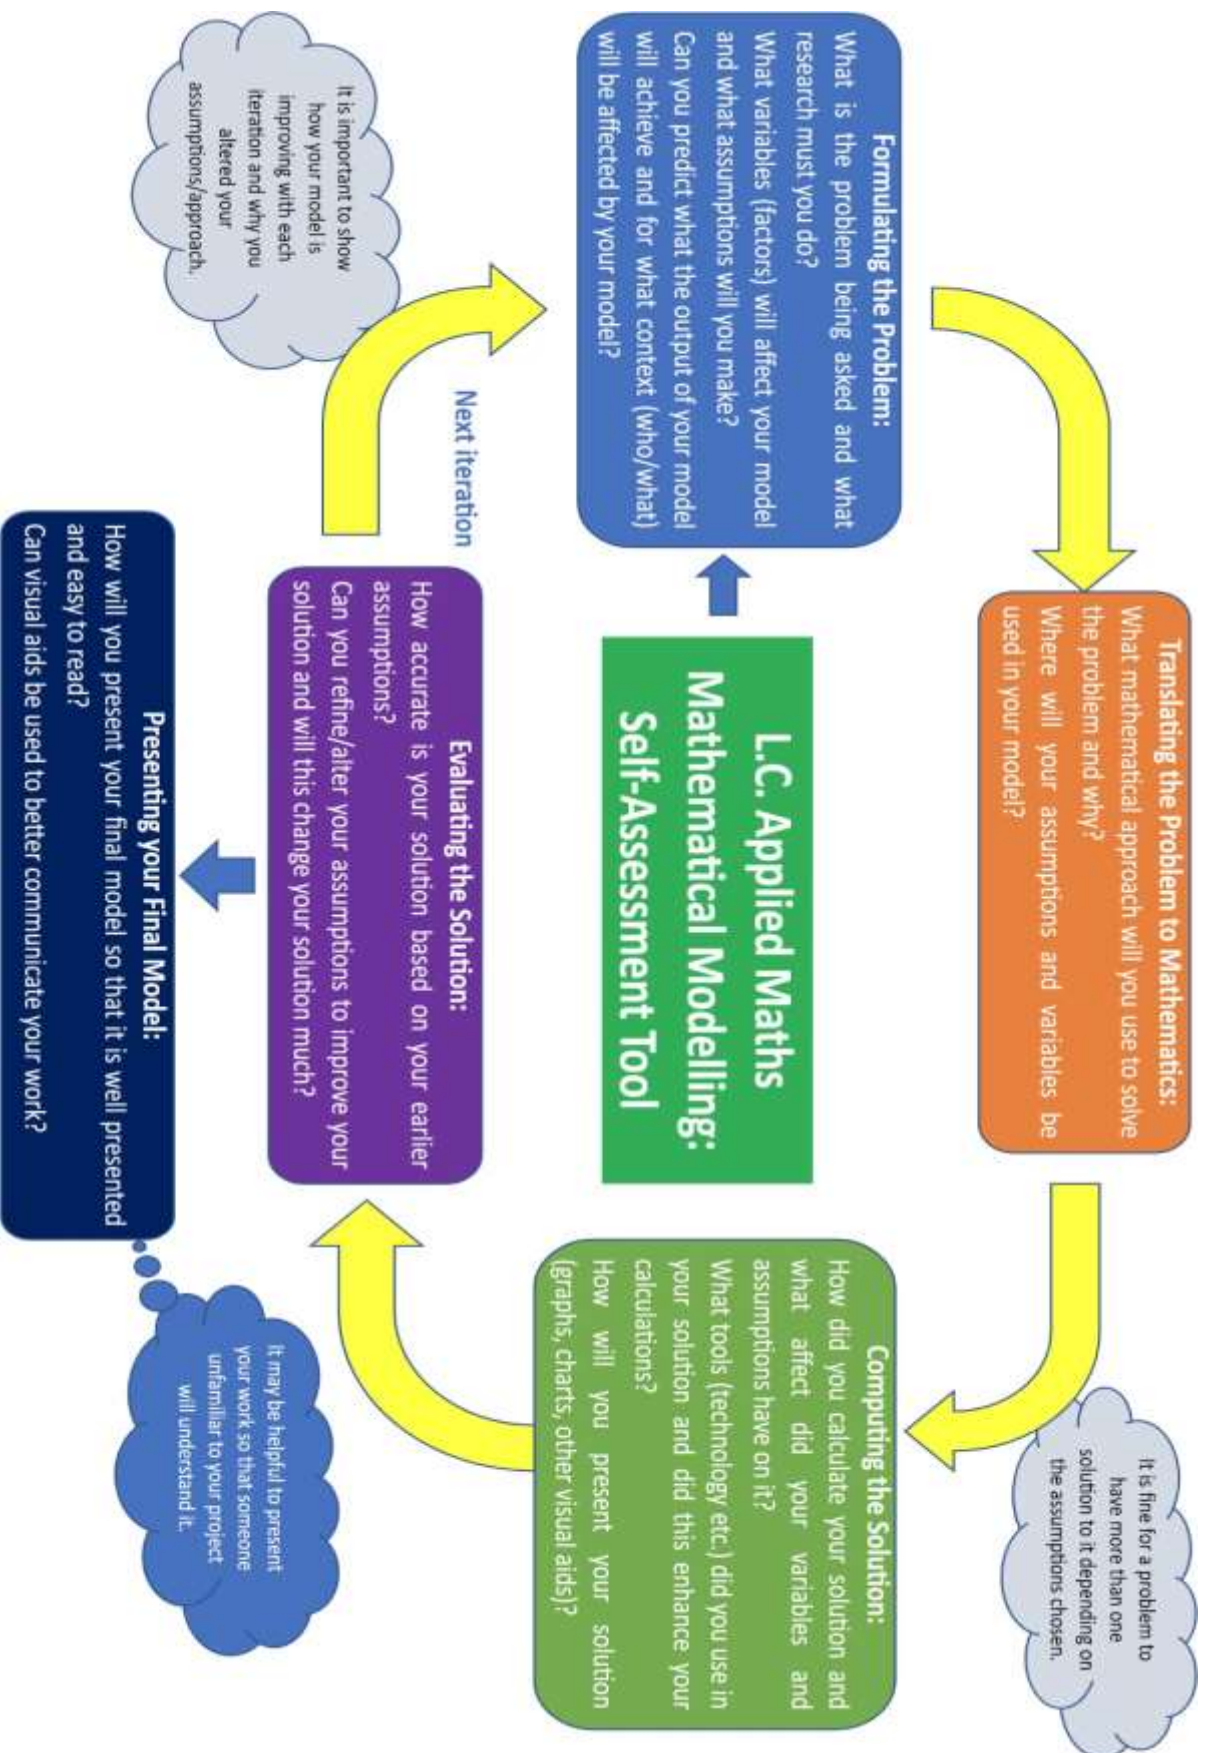 L.C. Applied Maths
Mathematical Modelling:
Self-Assessment Tool
Formulating the Problem:
What is the problem being asked and what
research must you do?
What variables (factors) will affect your model
and what assumptions will you make?
Can you predict what the output of your model
will achieve and for what context (who/what)
will be affected by your model?
Translating the Problem to Mathematics:
What mathematical approach will you use to solve
the problem and why?
Where will your assumptions and variables be
used in your model?
It is fine for a problem to
have more than one
solution to it depending on
the assumptions chosen.
Computing the Solution:
How did you calculate your solution and
what affect did your variables and
assumptions have on it?
What tools (technology etc.) did you use in
your solution and did this enhance your
calculations?
How will you present your solution
(graphs, charts, other visual aids)?
Evaluating the Solution:
How accurate is your solution based on your earlier
assumptions?
Can you refine/alter your assumptions to improve your
solution and will this change your solution much?
Next iteration
It is important to show
how your model is
improving with each
iteration and why you
altered your
assumptions/approach.
Presenting your Final Model:
How will you present your final model so that it is well presented
and easy to read?
Can visual aids be used to better communicate your work?
It may be helpful to present
your work so that someone
unfamiliar to your project
will understand it.